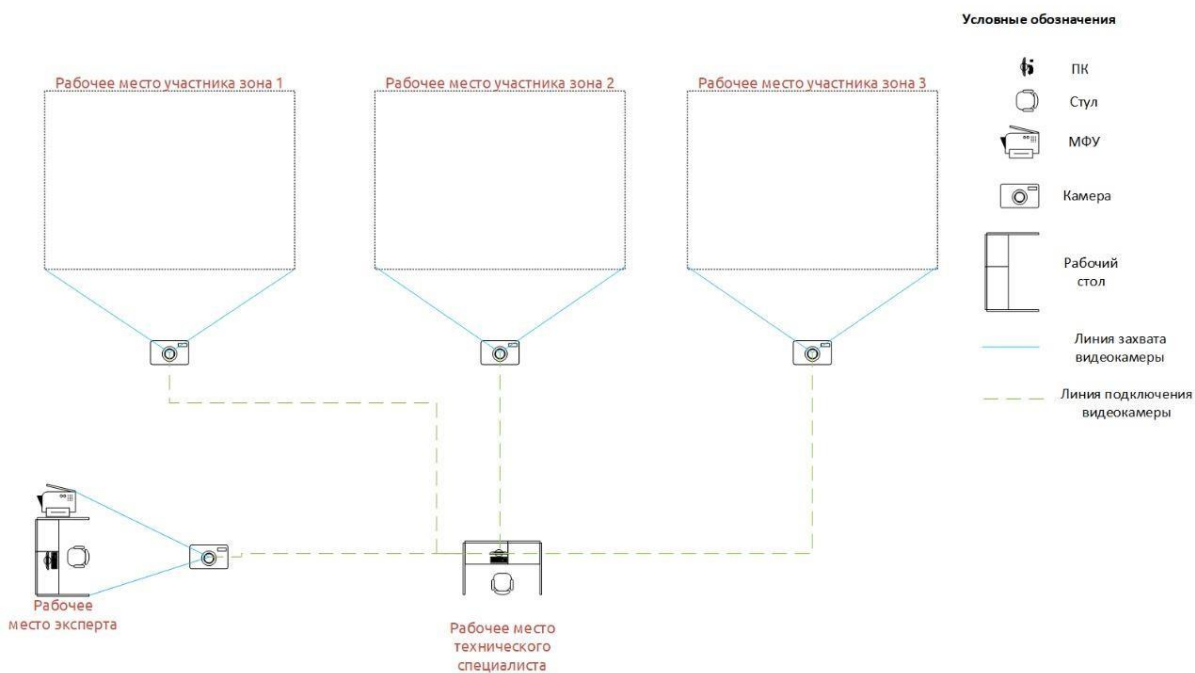 Условные обозначения
Рабочее место участника зона 1
Рабочее место участника зона 2
Рабочее место участника зона 3
ПК
Стул
МФУ
Камера
Рабочий
стол
Линия захвата
видеокамеры
Линия подключения
видеокамеры
Рабочее
место эксперта
Рабочее место
технического
специалиста